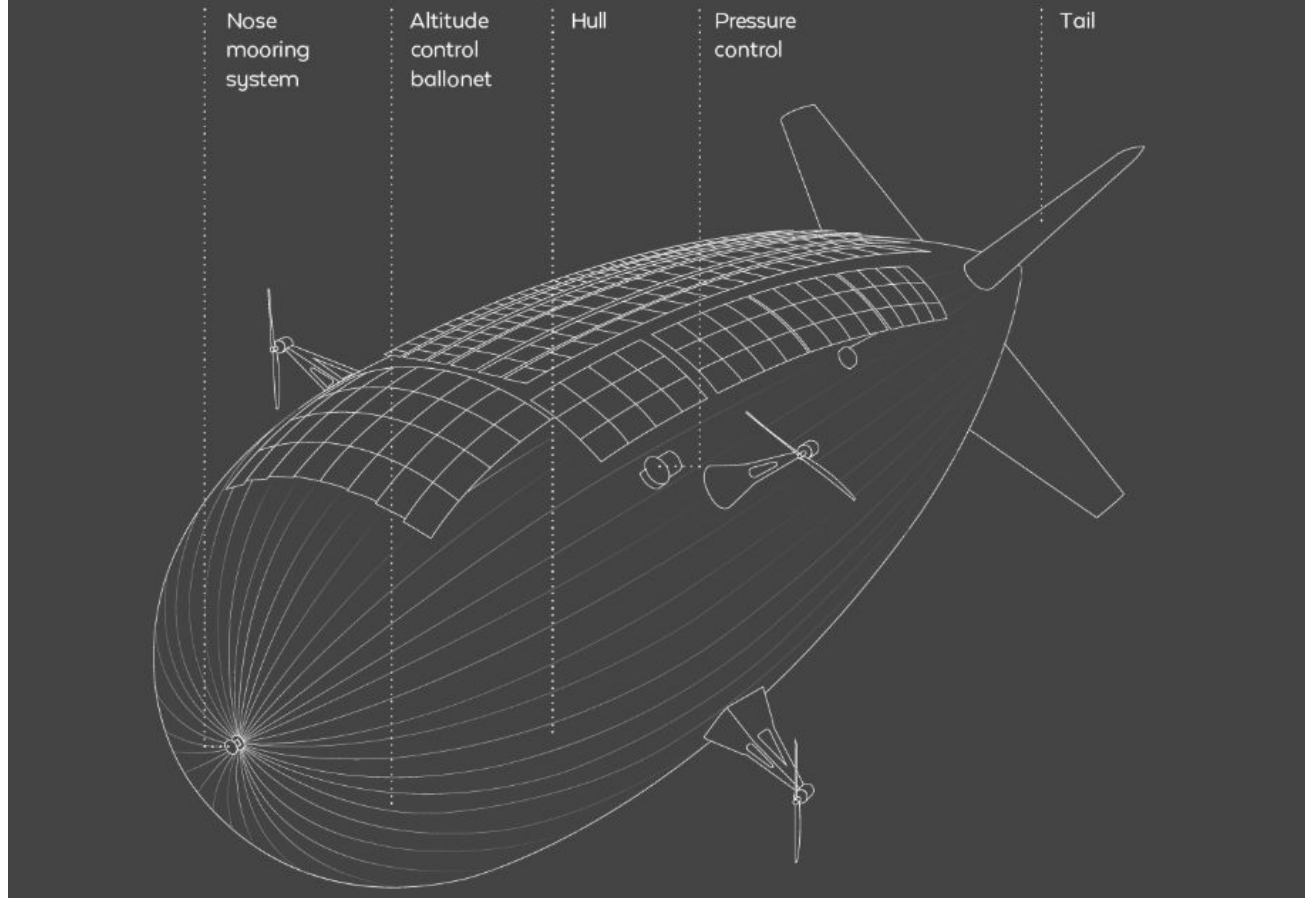 Nose
mooring
system
Altitude
control
ballonet
Hull
Pressure
control
Tail